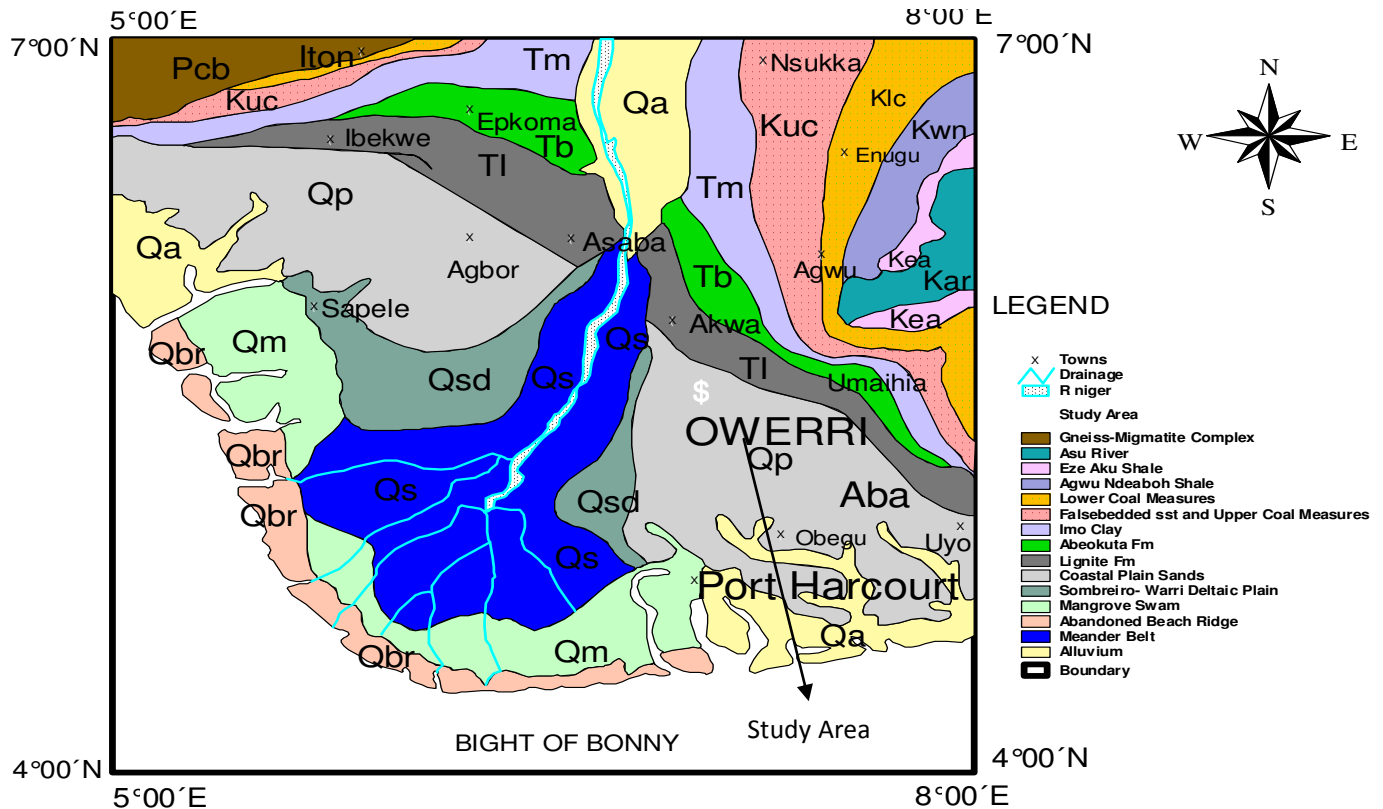 5°00´E
8°00´E
7°00´N
7°00´N
Iton
Pcb
Tm
Nsukka
N
Kuc
Qa
Klc
Epkoma
Kuc
Kwn
Ibekwe
Tb
Enugu
W
E
Tl
Tm
Qp
S
Qa
Asaba
Agbor
Tb
Agwu
Kea
Kar
Sapele
Akwa
Kea
LEGEND
Qbr
Qm
Qs
Tl
Towns
Qsd
Qs
Umaihia
Drainage
R niger
$
Study Area
OWERRI
Gneiss-Migmatite Complex
Qbr
Qp
Asu River
Eze Aku Shale
Qs
Qsd
Aba
Agwu Ndeaboh Shale
Lower Coal Measures
Qbr
Falsebedded sst and Upper Coal Measures
Obegu
Uyo
Imo Clay
Qs
Abeokuta Fm
Lignite Fm
Port Harcourt
Coastal Plain Sands
Sombreiro- Warri Deltaic Plain
Mangrove Swam
Abandoned Beach Ridge
Qbr
Qm
Qa
Meander Belt
Alluvium
Boundary
Study Area
BIGHT OF BONNY
4°00´N
4°00´N
5°00´E
8°00´E